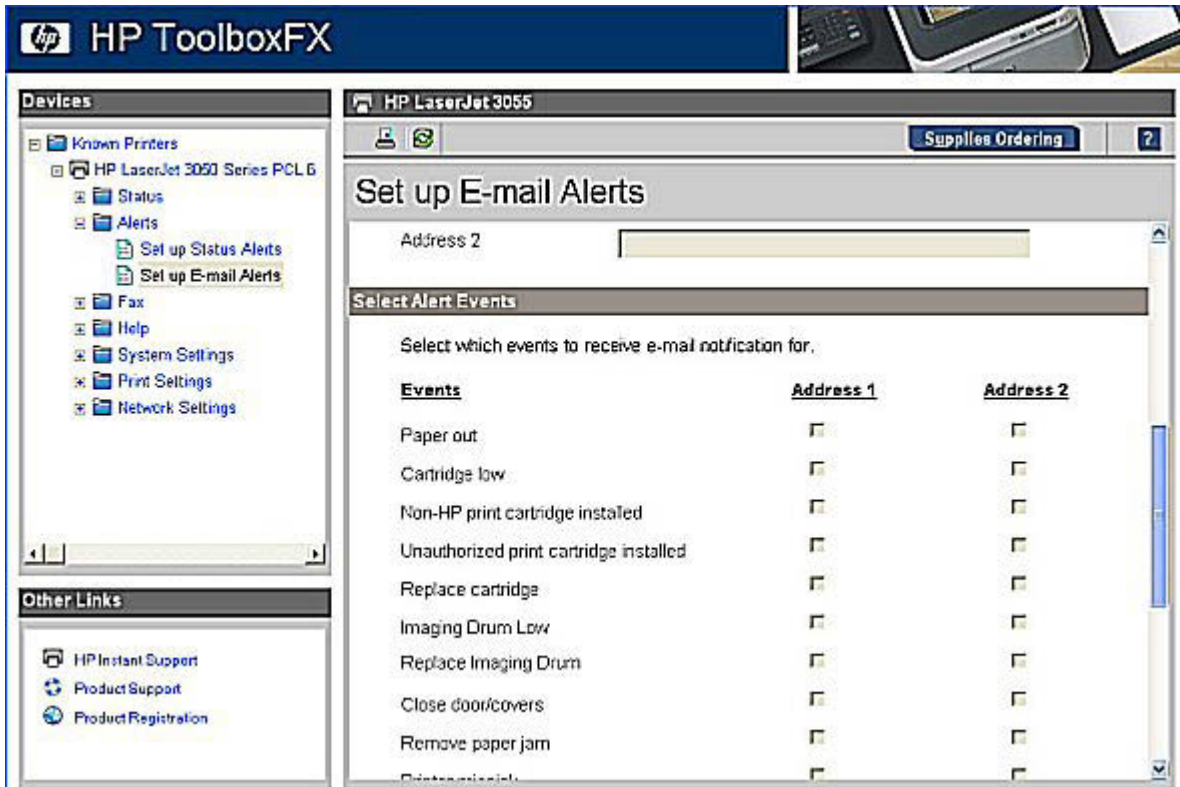 hp HP ToolboxFX
Devices
Known Printers
HP LaserJet 3050 Series PCL 6
Status
Alerts
Set up Status Alerts
Set up E-mail Alerts
Fax
Help
System Settings
Print Settings
Network Settings
Other Links
HP Instant Support
Product Support
Product Registration
HP LaserJet 3055
Supplies Ordering ?
Set up E-mail Alerts
Address 2
Select Alert Events
Select which events to receive e-mail notification for.
Events Address 1 Address 2
Paper out
Cartridge low
Non-HP print cartridge installed
Unauthorized print cartridge installed
Replace cartridge
Imaging Drum Low
Replace Imaging Drum
Close door/covers
Remove paper jam